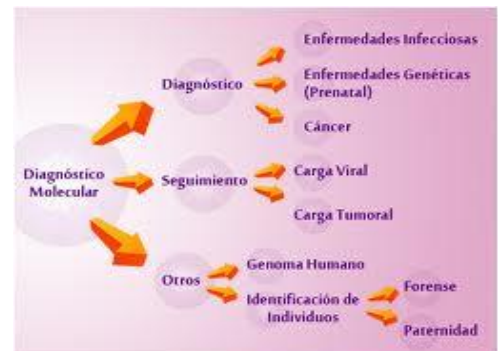 Diagnóstico
Molecular
Diagnóstico
Enfermedades Infecciosas
Enfermedades Genéticas
(Prenatal)
Cáncer
Seguimiento
Carga Viral
Carga Tumoral
Otros
Genoma Humano
Identificación de
Individuos
Forense
Paternidad